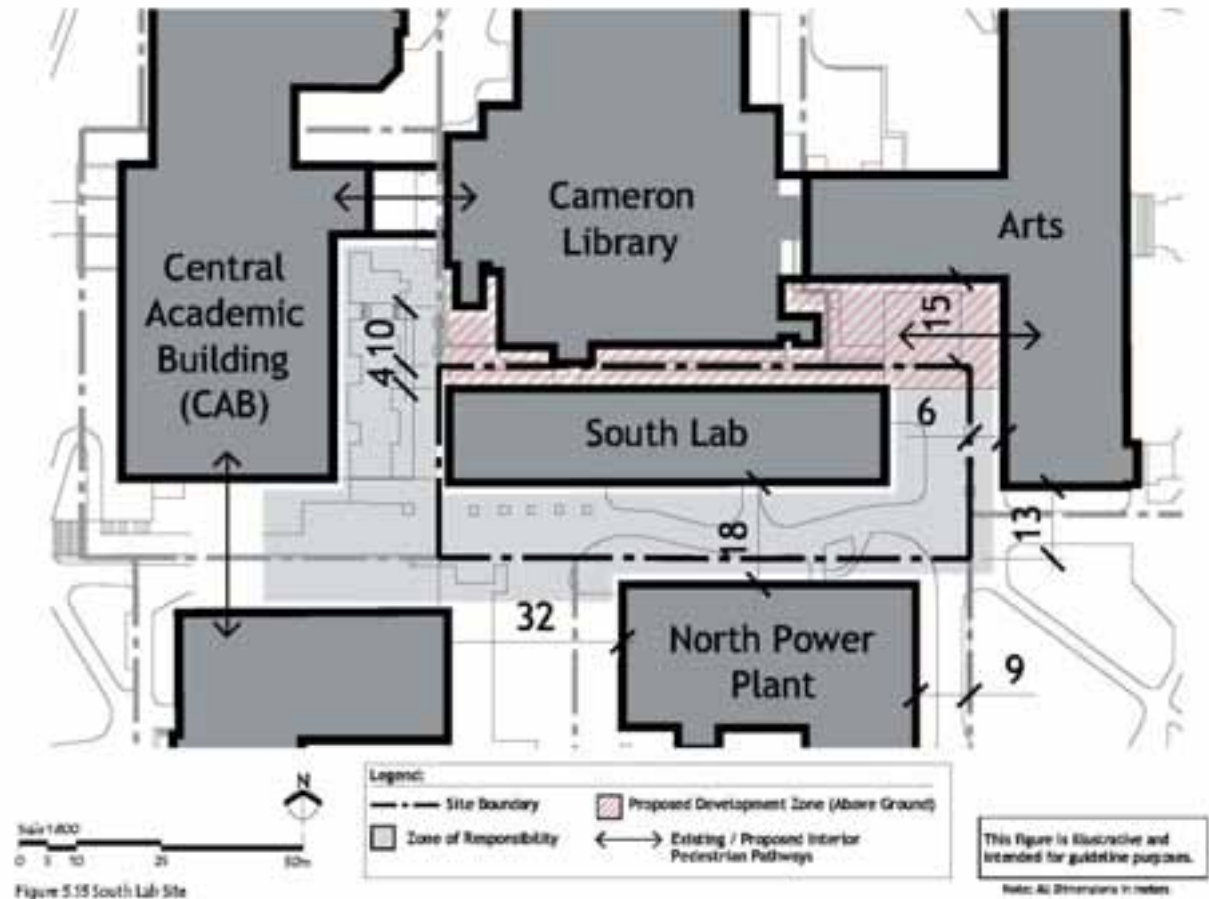 Cameron
Library
Arts
Central
Academic
Building
(CAB)
15
10
4
South Lab
6
18
13
32
North Power
Plant
9
N
Legend:
Site Boundary
Proposed Development Zone (Above Ground)
Zone of Responsibility
Existing / Proposed Interior
Pedestrian Pathways
0 5 10 25 50m
This figure is illustrative and
intended for guideline purposes.
Note: All Dimensions in meters
Figure 5.15 South Lab Site